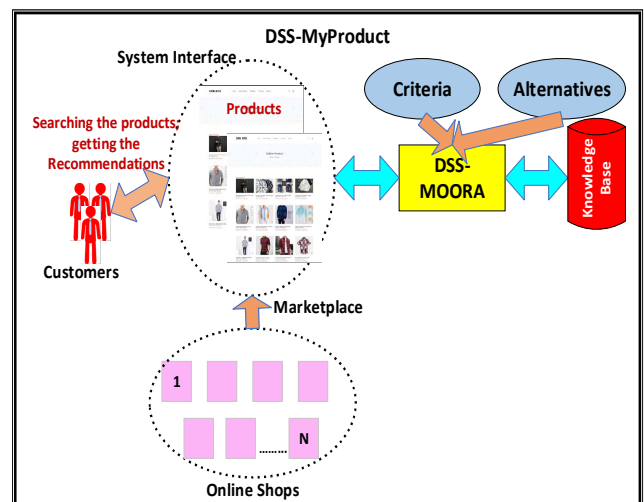 DSS-MyProduct
System Interface
Criteria
Alternatives
Products
Searching the products,
getting the
Recommendations
DSS-
MOORA
Knowledge
Base
Customers
Marketplace
1
N
.........
Online Shops